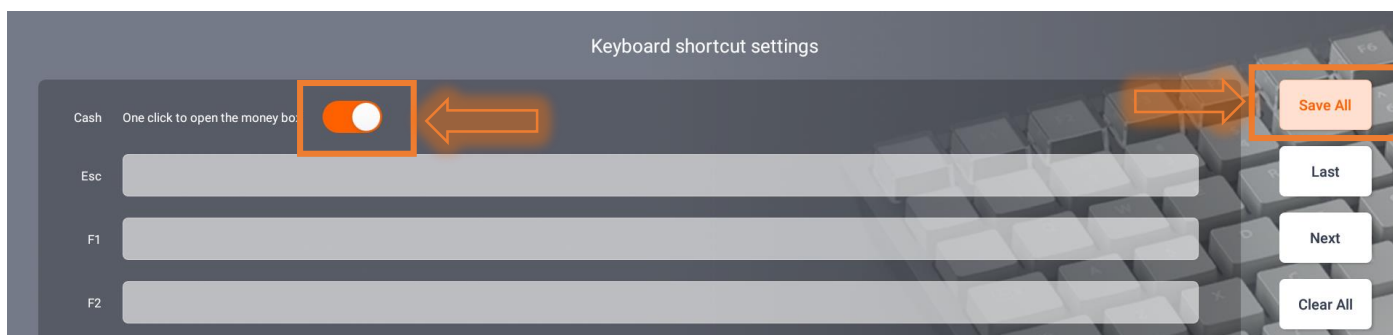 Keyboard shortcut settings
Cash One click to open the money bo
Save All
Esc
Last
F1
Next
F2
Clear All